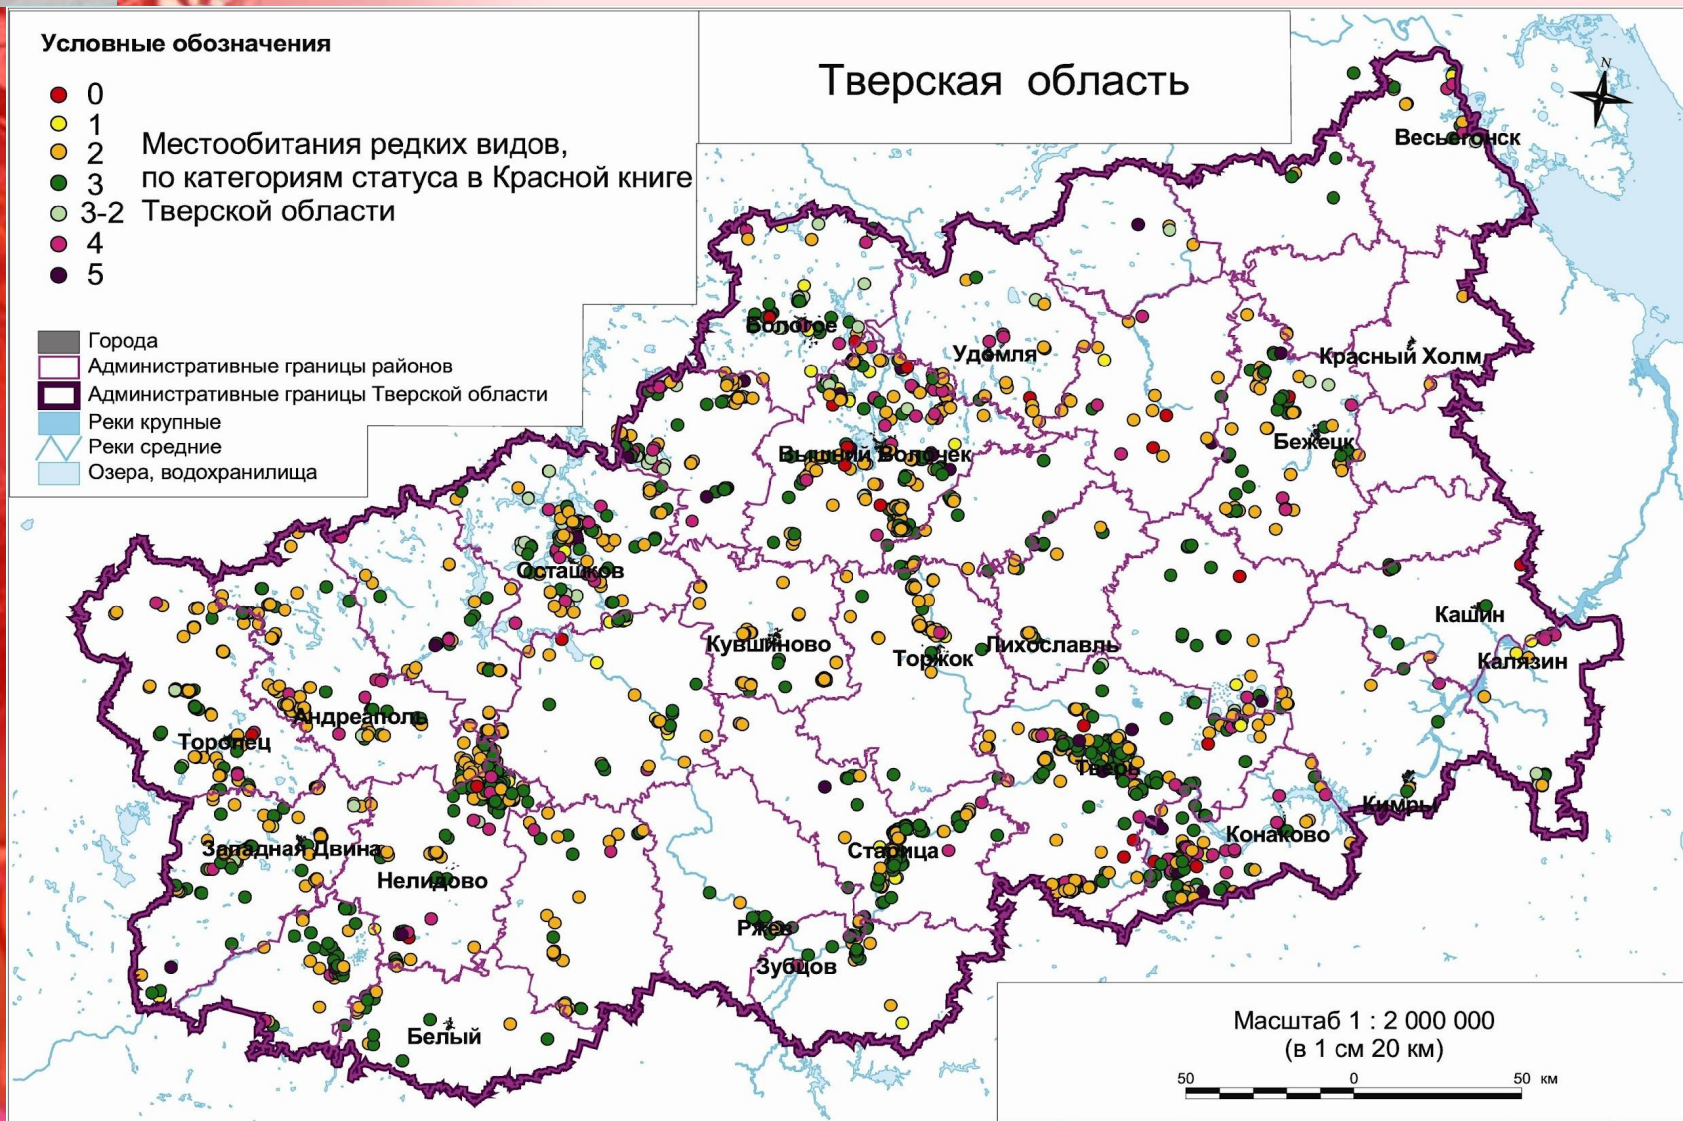 Условные обозначения
0
1
2
3
3-2
4
5
Местообитания редких видов,
по категориям статуса в Красной книге
Тверской области
Города
Административные границы районов
Административные границы Тверской области
Реки крупные
Реки средние
Озера, водохранилища
Тверская область
N
Весьегонск
Бологое
Удомля
Красный Холм
Бежецк
Вышний Волочек
Осташков
Кашин
Кувшиново
Торжок
Лихославль
Калязин
Андреаполь
Торопец
Тверь
Кимры
Конаково
Западная Двина
Старица
Нелидово
Ржев
Зубцов
Белый
Масштаб 1 : 2 000 000
(в 1 см 20 км)
50 0 50 км